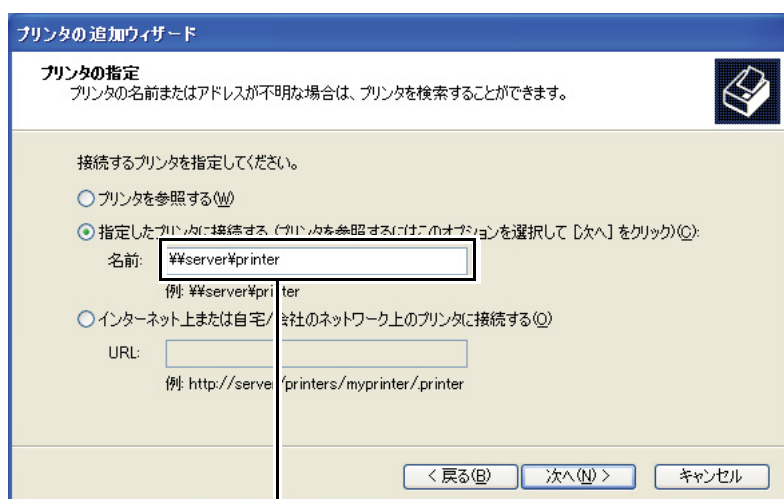 プリンタの追加ウィザード
プリンタの指定
プリンタの名前またはアドレスが不明な場合は、プリンタを検索することができます。
接続するプリンタを指定してください。
プリンタを参照する(W)
指定したプリンタに接続する (プリンタを参照するにはこのオプションを選択して [次へ] をクリック)(C):
名前: ¥¥server¥printer
例: ¥¥server¥printer
インターネット上または自宅/会社のネットワーク上のプリンタに接続する(O)
URL:
例: http://server/printers/myprinter/.printer
< 戻る(B) 次へ(N) > キャンセル